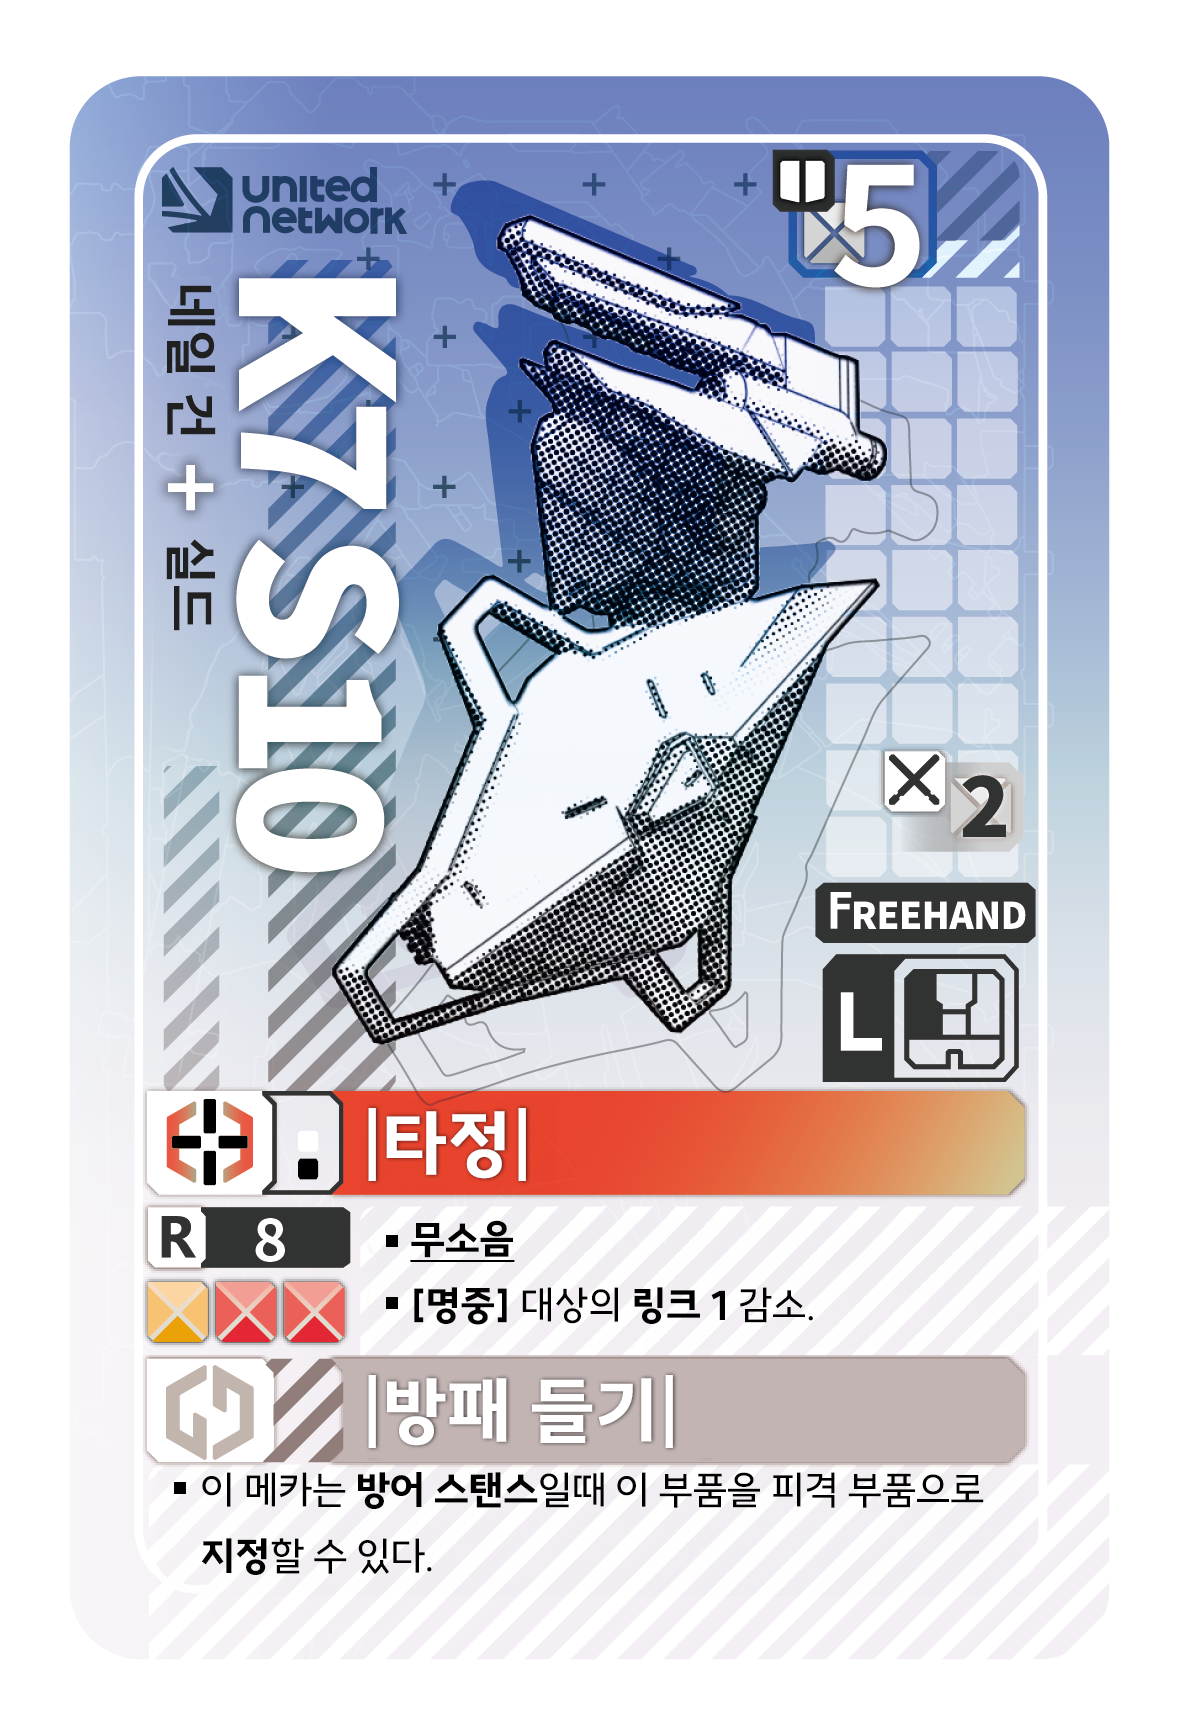 UNITED
NETWORK
5
K7 S10
네일 건 + 실드
2
FREEHAND
L
|타정|
R 8
▪ 무소음
▪ [명중] 대상의 링크 1 감소.
|방패 들기|
▪ 이 메카는 방어 스탠스일때 이 부품을 피격 부품으로
지정할 수 있다.